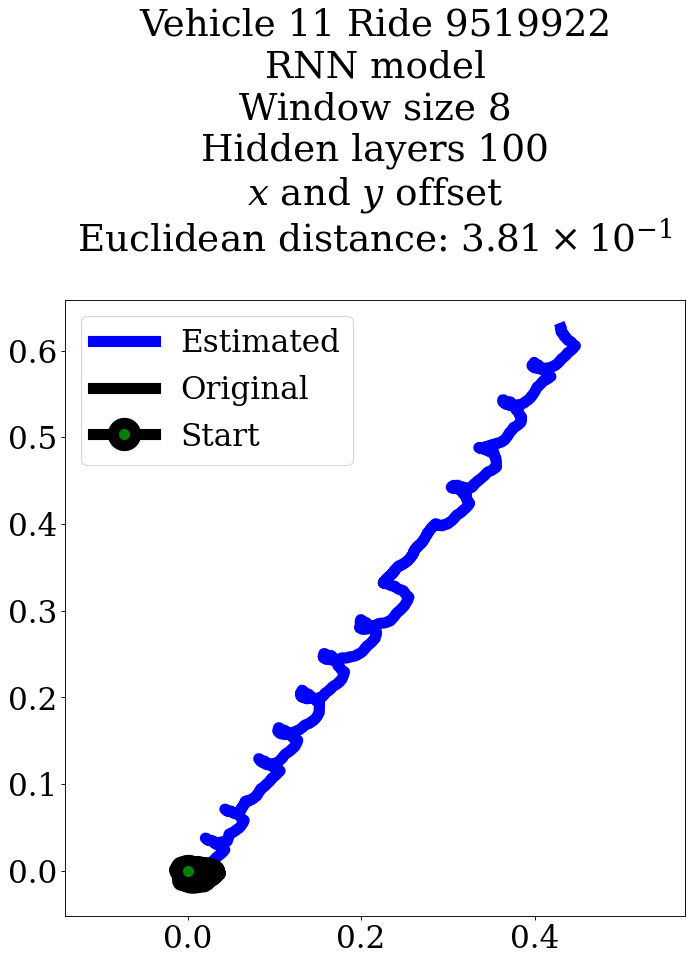 Vehicle 11 Ride 9519922
RNN model
Window size 8
Hidden layers 100
x and y offset
Euclidean distance: 3.81 × 10⁻¹
Estimated
Original
Start
0.6
0.5
0.4
0.3
0.2
0.1
0.0
0.0 0.2 0.4